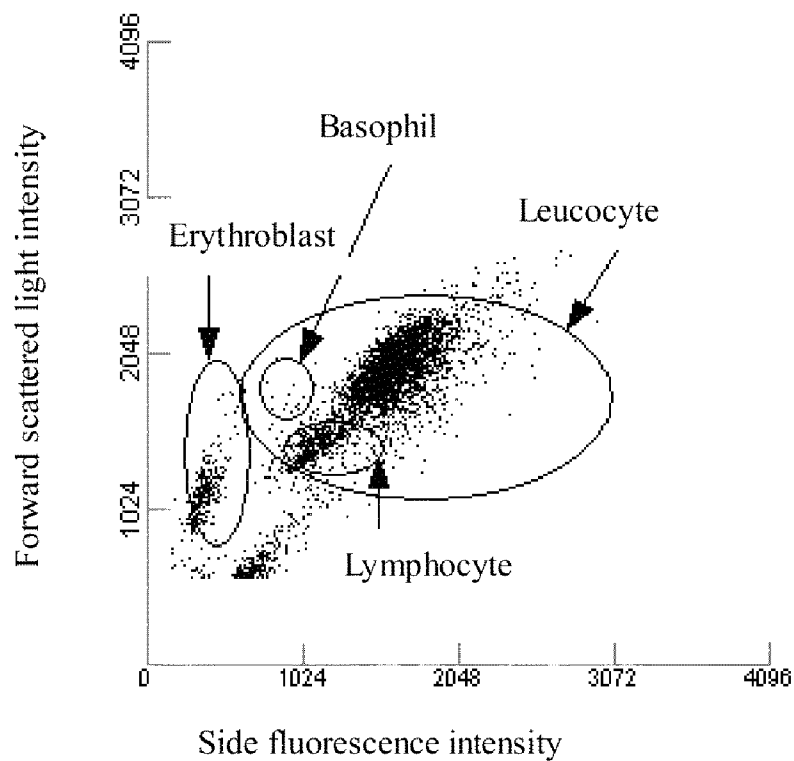 4096
Basophil
3072
Leucocyte
Erythroblast
Forward scattered light intensity
2048
1024
Lymphocyte
0 1024 2048 3072 4096
Side fluorescence intensity